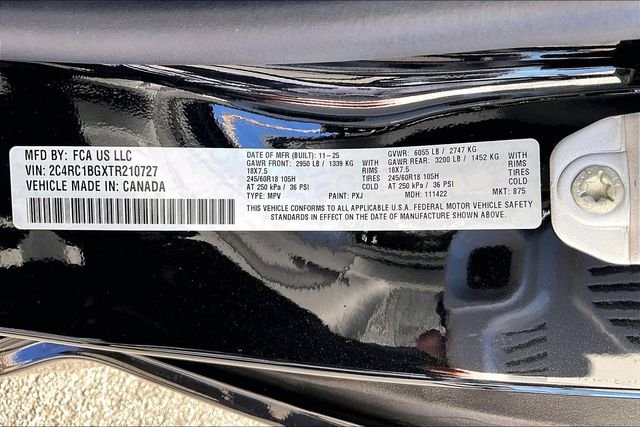 MFD BY: FCA US LLC
VIN: 2C4RC1BGXTR210727
VEHICLE MADE IN: CANADA
DATE OF MFR (BUILT): 11-25
GAWR FRONT: 2950 LB / 1339 KG WITH
18X7.5 RIMS
245/60R18 105H TIRES
AT 250 kPa / 36 PSI
TYPE: MPV PAINT: PXJ
GVWR: 6055 LB / 2747 KG
GAWR REAR: 3200 LB / 1452 KG WITH
18X7.5 RIMS
245/60R18 105H TIRES
AT 250 kPa / 36 PSI
MDH: 111422 MKT: 875
THIS VEHICLE CONFORMS TO ALL APPLICABLE U.S.A. FEDERAL MOTOR VEHICLE SAFETY
STANDARDS IN EFFECT ON THE DATE OF MANUFACTURE SHOWN ABOVE.